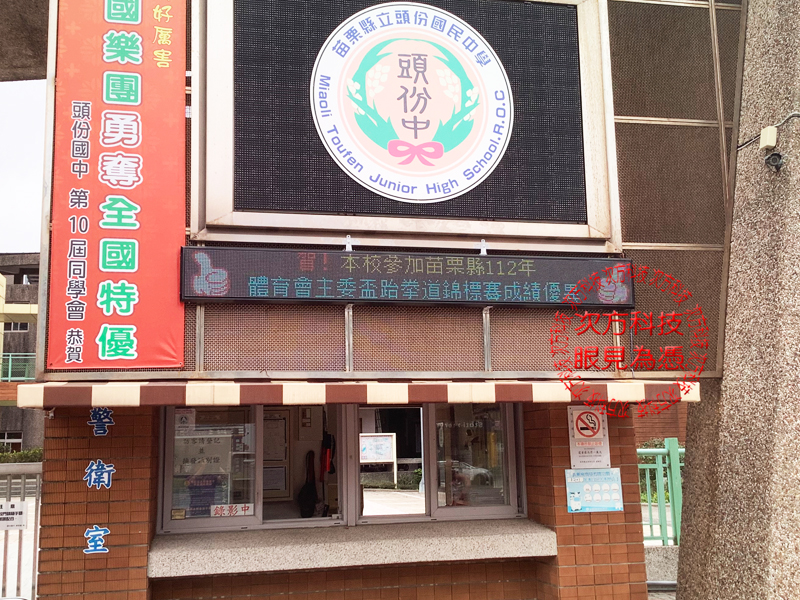 好厲害
國樂團勇奪全國特優
頭份國中 第10屆同學會 恭賀
苗栗縣立頭份國民中學
頭份中
Miaoli Toufen Junior High School.R.O.C
賀！本校參加苗栗縣112年
體育會主委盃跆拳道錦標賽成績優異
次方科技
眼見為憑
警衛室
錄影中